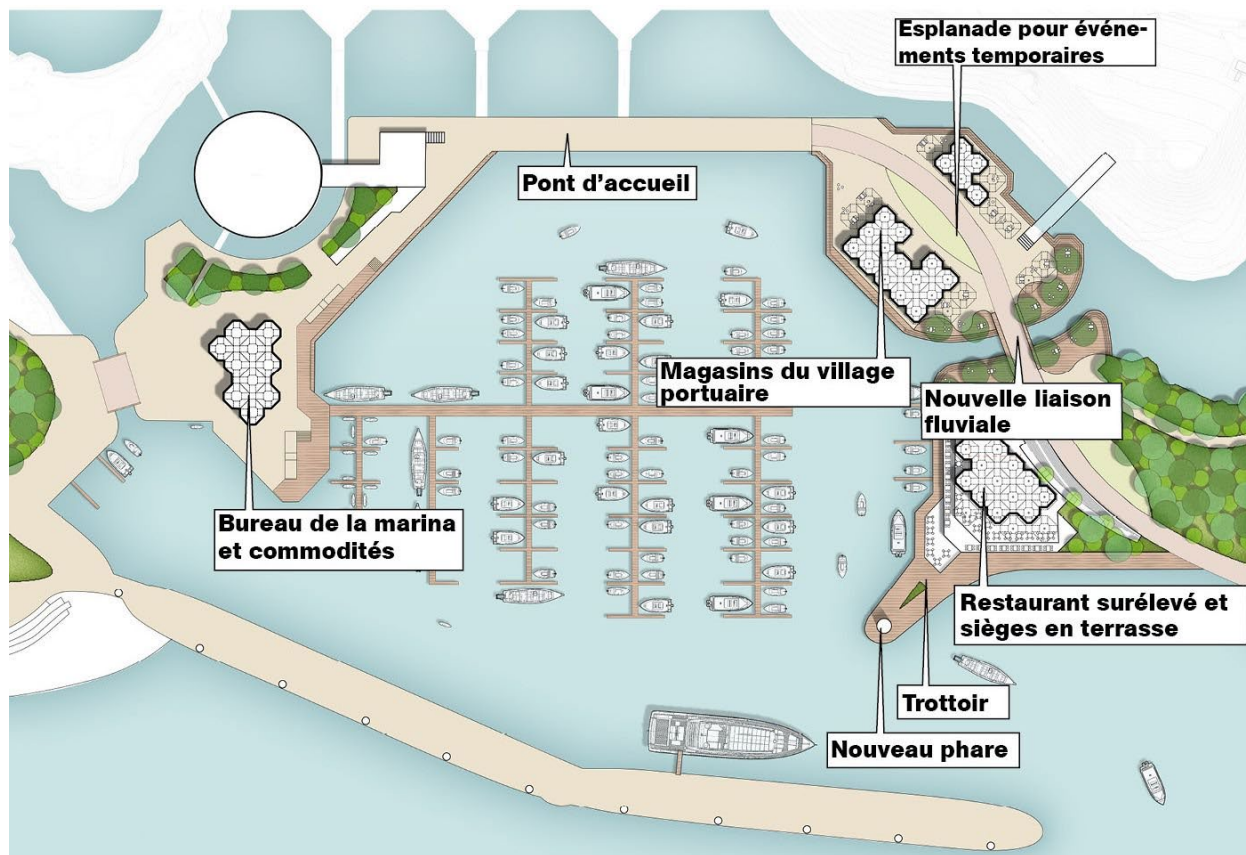 Esplanade pour événe-
ments temporaires
Pont d’accueil
Magasins du village
portuaire
Nouvelle liaison
fluviale
Bureau de la marina
et commodités
Restaurant surélevé et
sièges en terrasse
Trottoir
Nouveau phare